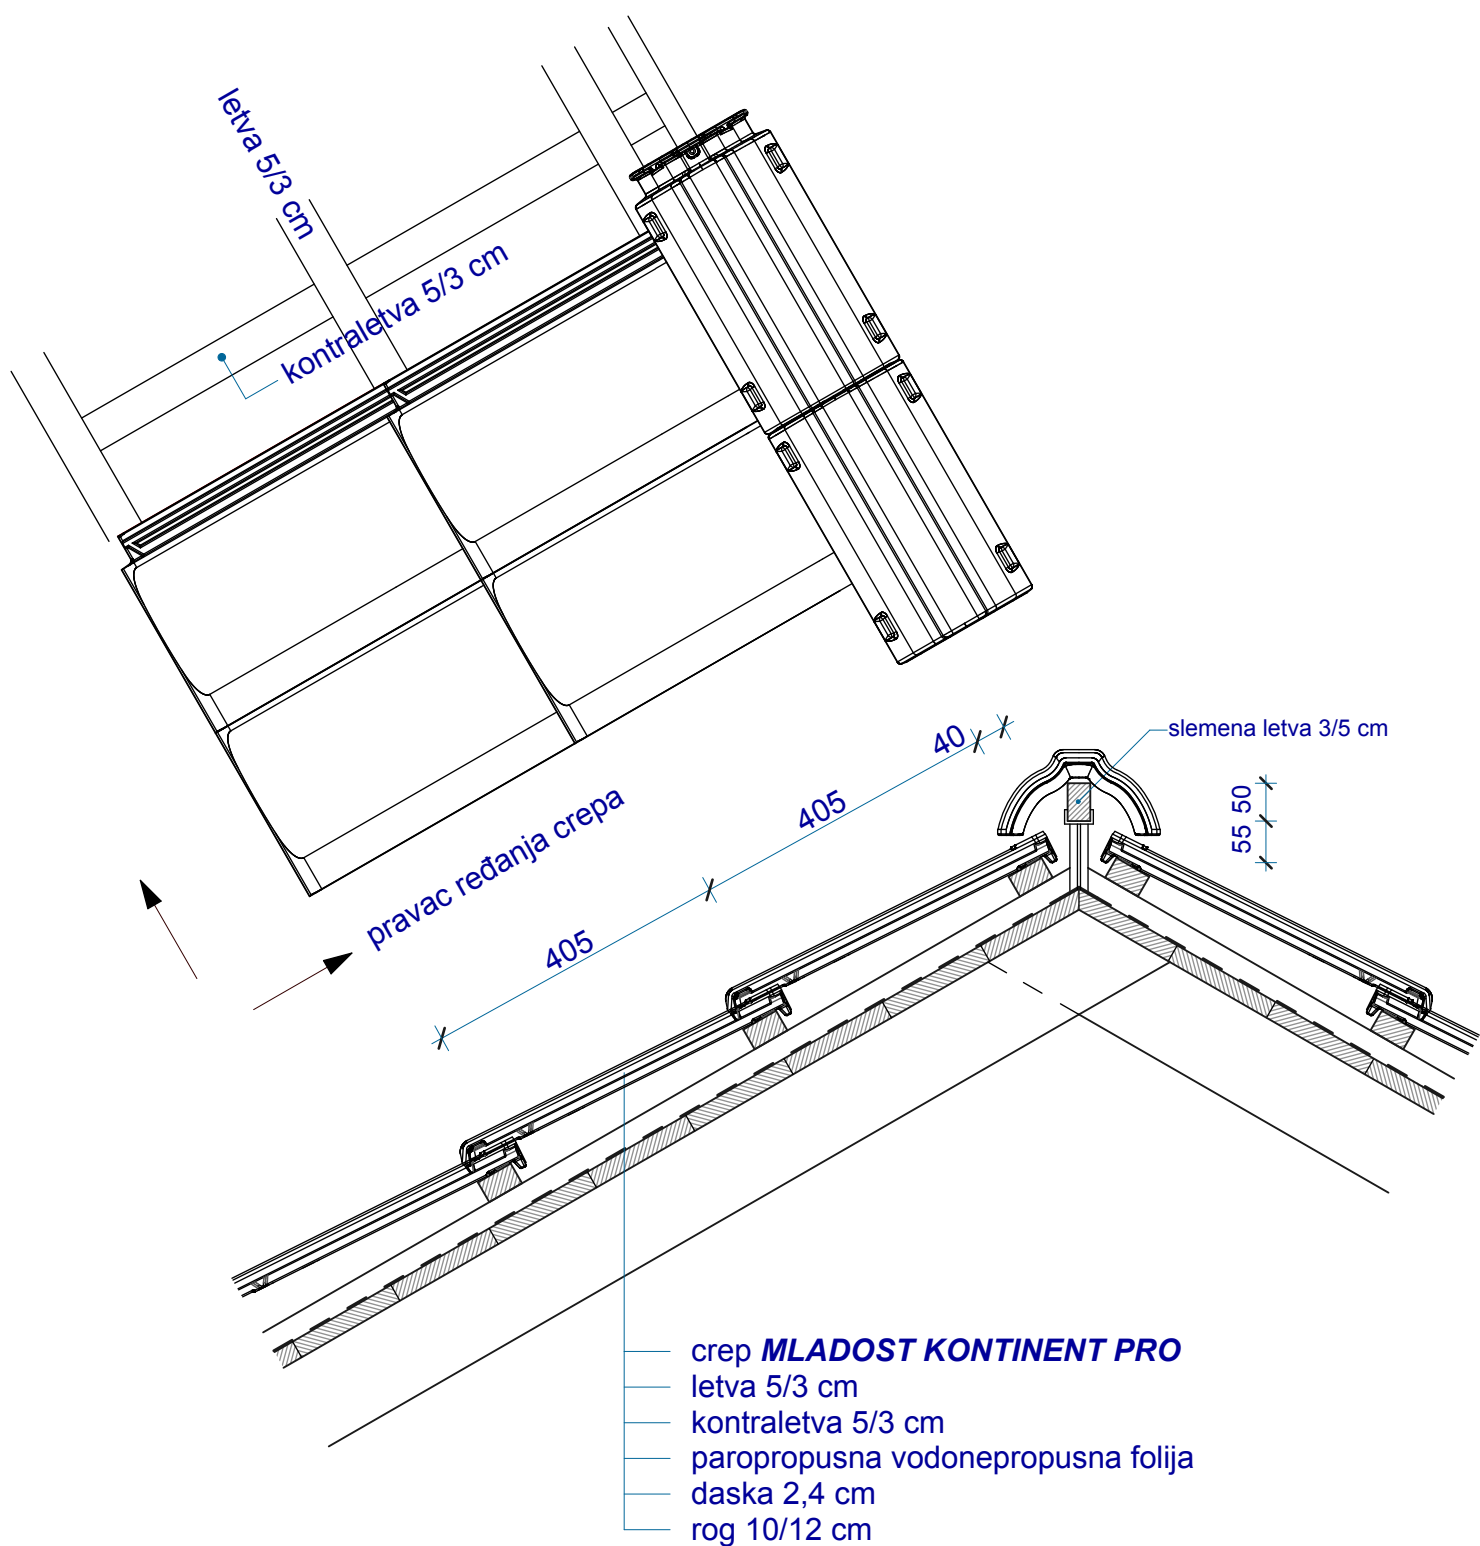 letva 5/3 cm
kontraletva 5/3 cm
slemena letva 3/5 cm
40
405
405
50
55
pravac ređanja crepa
crep MLADOST KONTINENT PRO
letva 5/3 cm
kontraletva 5/3 cm
paropropusna vodonepropusna folija
daska 2,4 cm
rog 10/12 cm